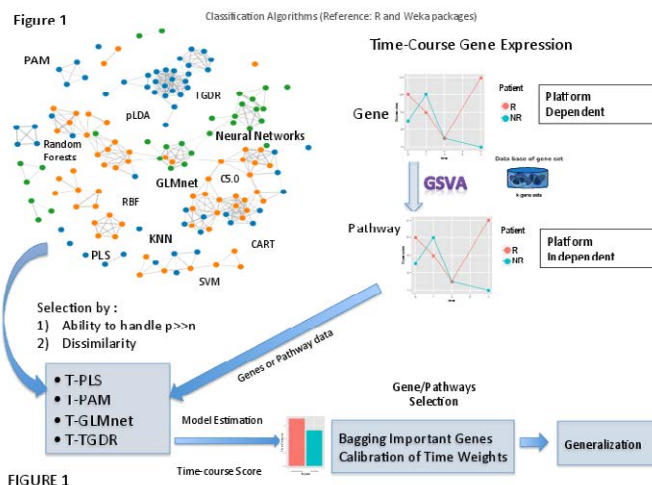 Figure 1
Classification Algorithms (Reference: R and Weka packages)
PAM
TGDR
pLDA
Neural Networks
Random
Forests
GLMnet
C5.0
RBF
KNN
CART
PLS
SVM
Time-Course Gene Expression
Gene
Patient
R
NR
Platform
Dependent
GSVA
Data base of gene set
k gene sets
Pathway
Patient
R
NR
Platform
Independent
Selection by :
1) Ability to handle p>>n
2) Dissimilarity
Genes or Pathway data
• T-PLS
• T-PAM
• T-GLMnet
• T-TGDR
Model Estimation
Time-course Score
Gene/Pathways
Selection
Bagging Important Genes
Calibration of Time Weights
Generalization
FIGURE 1